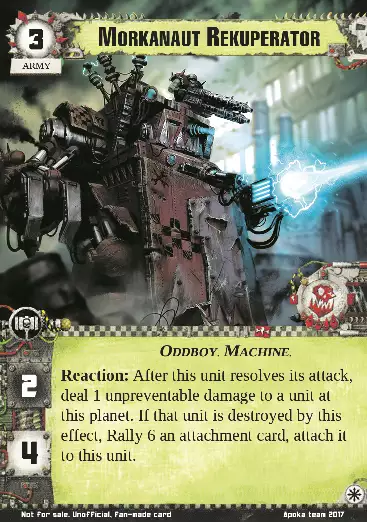 3
ARMY
Morkanaut Rekuperator
Oddboy. Machine.
2
4
Reaction: After this unit resolves its attack,
deal 1 unpreventable damage to a unit at
this planet. If that unit is destroyed by this
effect, Rally 6 an attachment card, attach it
to this unit.
Not for sale. Unofficial. Fan-made card
Apoka team 2017